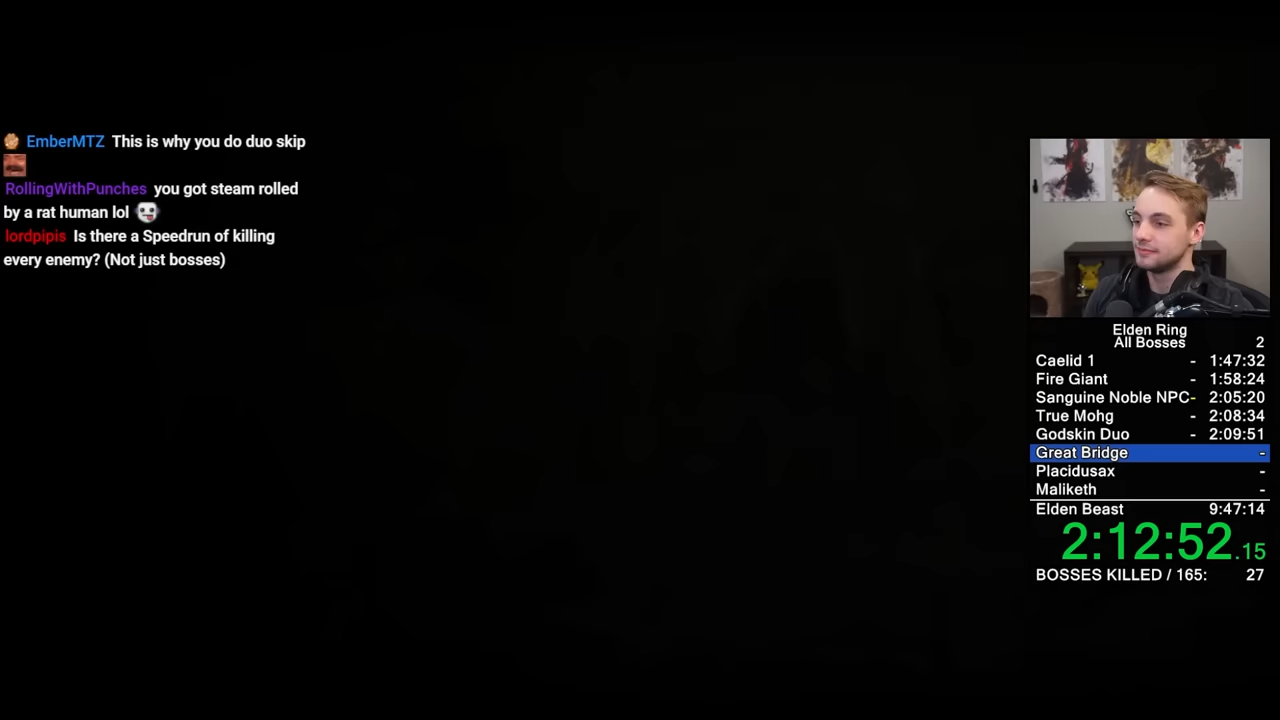 EmberMTZ This is why you do duo skip
RollingWithPunches you got steam rolled
by a rat human lol
lordpipis Is there a Speedrun of killing
every enemy? (Not just bosses)
Elden Ring
All Bosses 2
Caelid 1 - 1:47:32
Fire Giant - 1:58:24
Sanguine Noble NPC - 2:05:20
True Mohg - 2:08:34
Godskin Duo - 2:09:51
Great Bridge -
Placidusax -
Maliketh -
Elden Beast 9:47:14
2:12:52.15
BOSSES KILLED / 165: 27